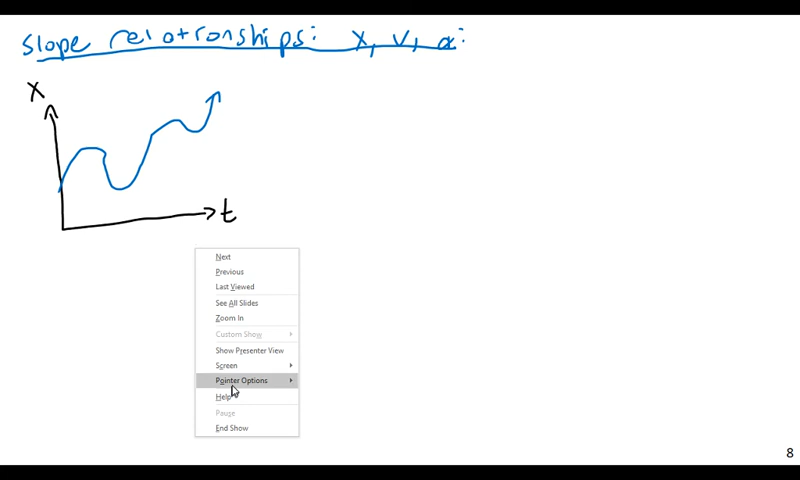 slope relationships: x, v, a:
x
t
Next
Previous
Last Viewed
See All Slides
Zoom In
Custom Show
Show Presenter View
Screen
Pointer Options
Help
Pause
End Show
8